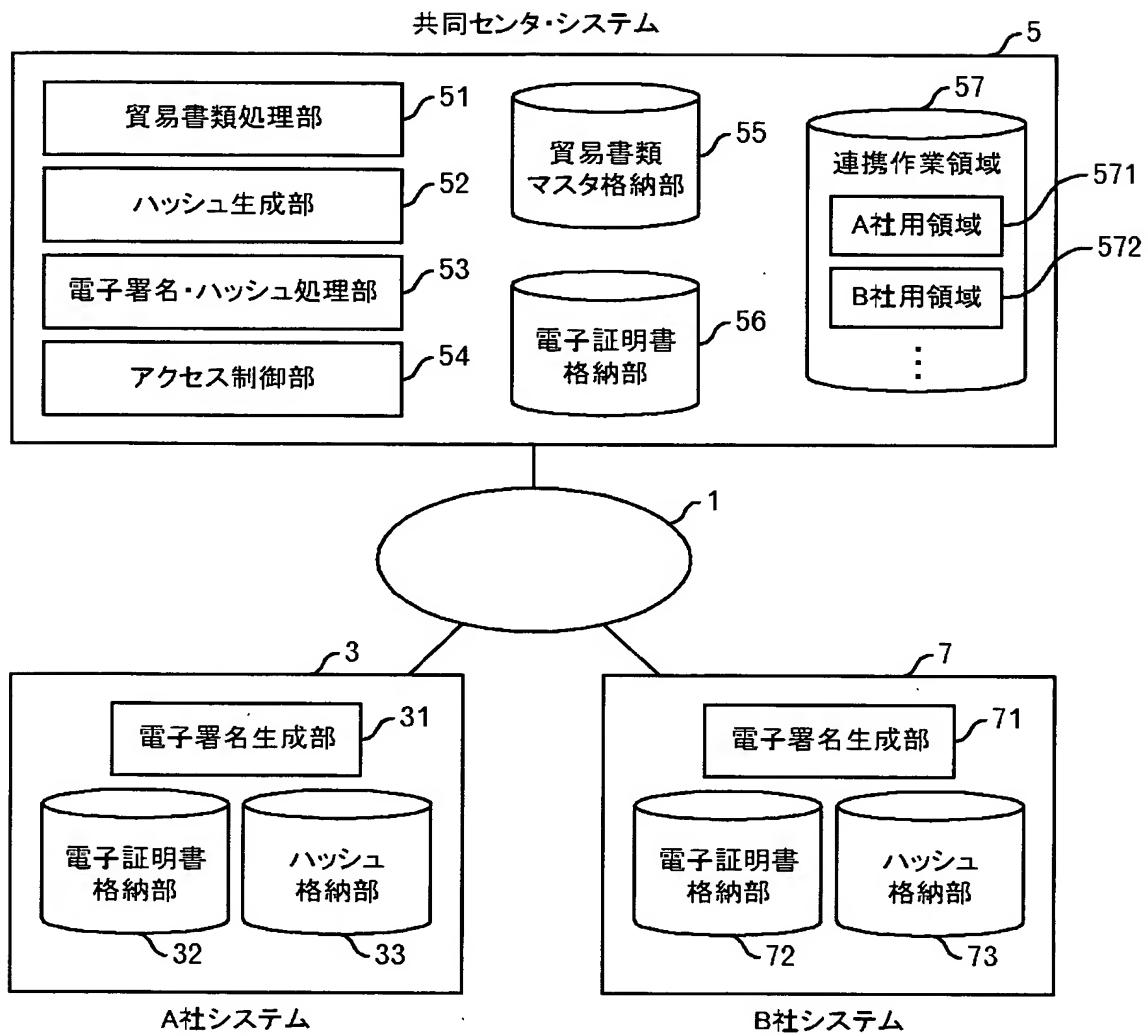 共同センタ・システム
5
貿易書類処理部
51
ハッシュ生成部
52
電子署名・ハッシュ処理部
53
アクセス制御部
54
貿易書類
マスタ格納部
55
電子証明書
格納部
56
57
連携作業領域
A社用領域
571
B社用領域
572
1
3
電子署名生成部
31
電子証明書
格納部
32
ハッシュ
格納部
33
A社システム
7
電子署名生成部
71
電子証明書
格納部
72
ハッシュ
格納部
73
B社システム